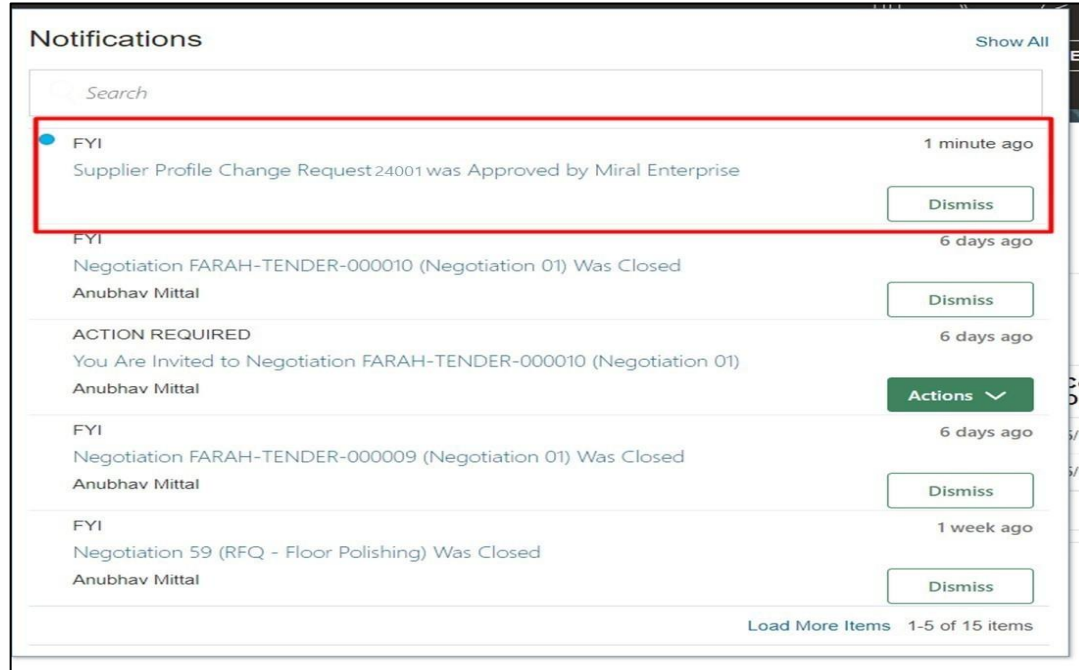 Notifications
Show All
Search
FYI
1 minute ago
Supplier Profile Change Request 24001 was Approved by Miral Enterprise
Dismiss
FYI
6 days ago
Negotiation FARAH-TENDER-000010 (Negotiation 01) Was Closed
Anubhav Mittal
Dismiss
ACTION REQUIRED
6 days ago
You Are Invited to Negotiation FARAH-TENDER-000010 (Negotiation 01)
Anubhav Mittal
Actions
FYI
6 days ago
Negotiation FARAH-TENDER-000009 (Negotiation 01) Was Closed
Anubhav Mittal
Dismiss
FYI
1 week ago
Negotiation 59 (RFQ - Floor Polishing) Was Closed
Anubhav Mittal
Dismiss
Load More Items 1-5 of 15 items